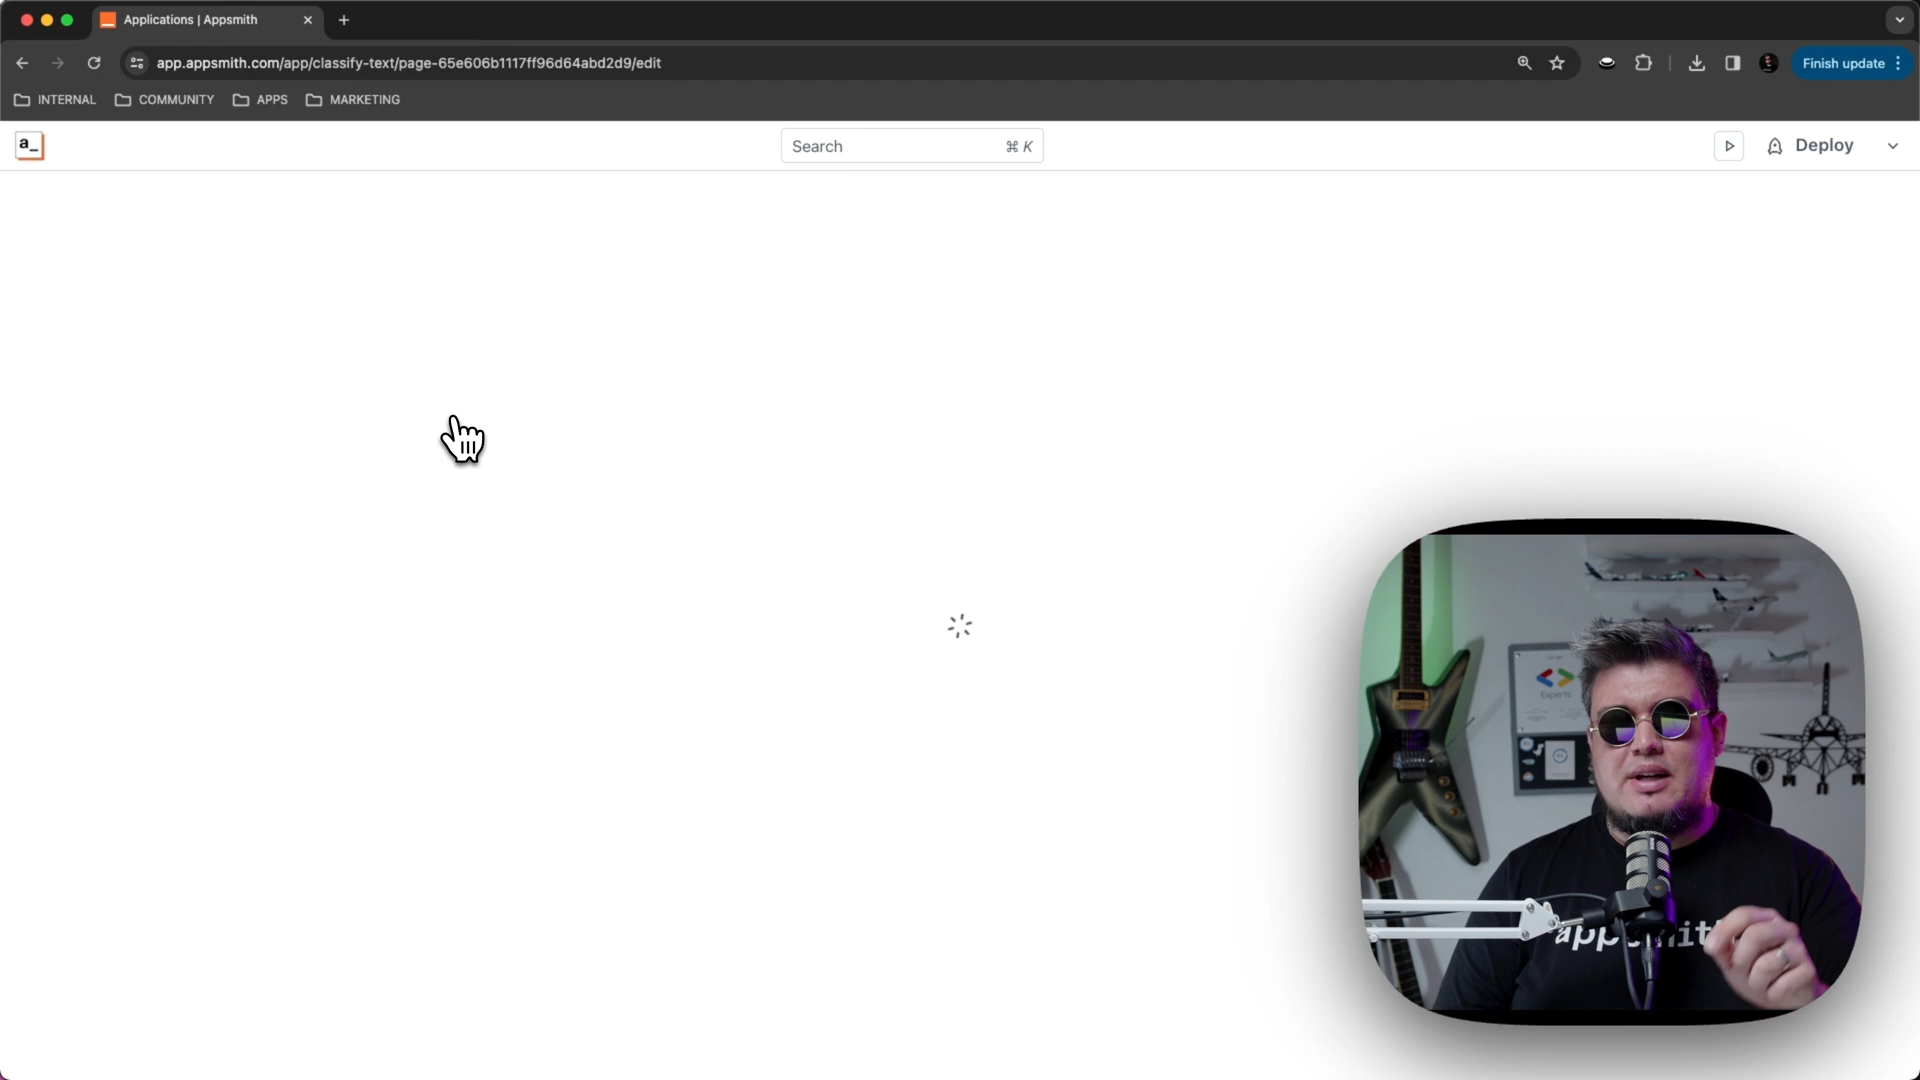 Applications | Appsmith
app.appsmith.com/app/classify-text/page-65e606b1117ff96d64abd2d9/edit
Finish update
INTERNAL COMMUNITY APPS MARKETING
a_
Search ⌘ K
Deploy
Experts